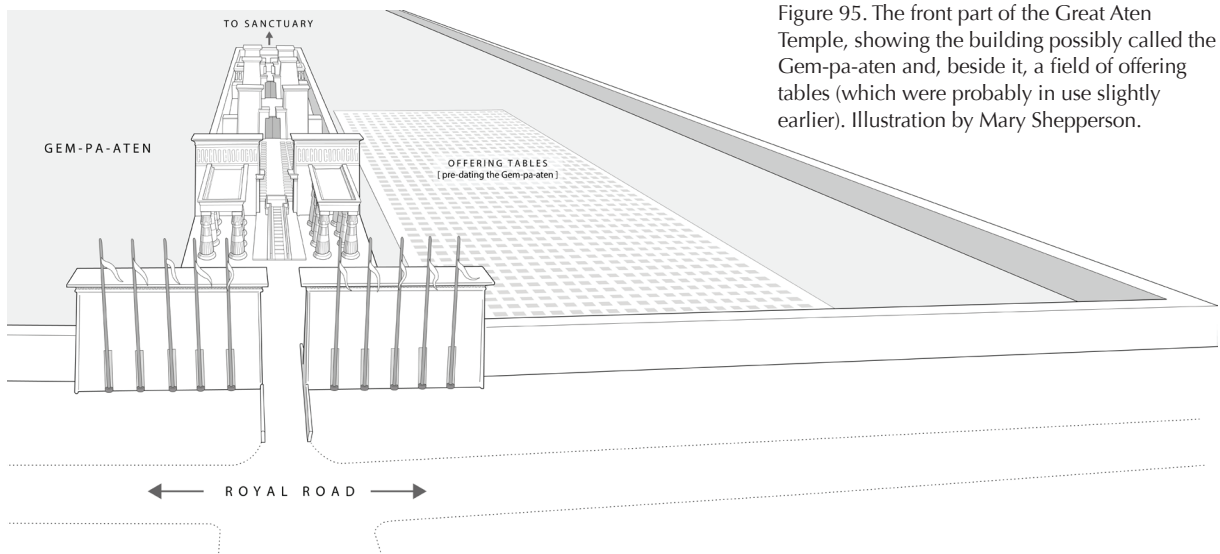 TO SANCTUARY
GEM-PA-ATEN
OFFERING TABLES
[ pre-dating the Gem-pa-aten ]
ROYAL ROAD
Figure 95. The front part of the Great Aten
Temple, showing the building possibly called the
Gem-pa-aten and, beside it, a field of offering
tables (which were probably in use slightly
earlier). Illustration by Mary Shepperson.